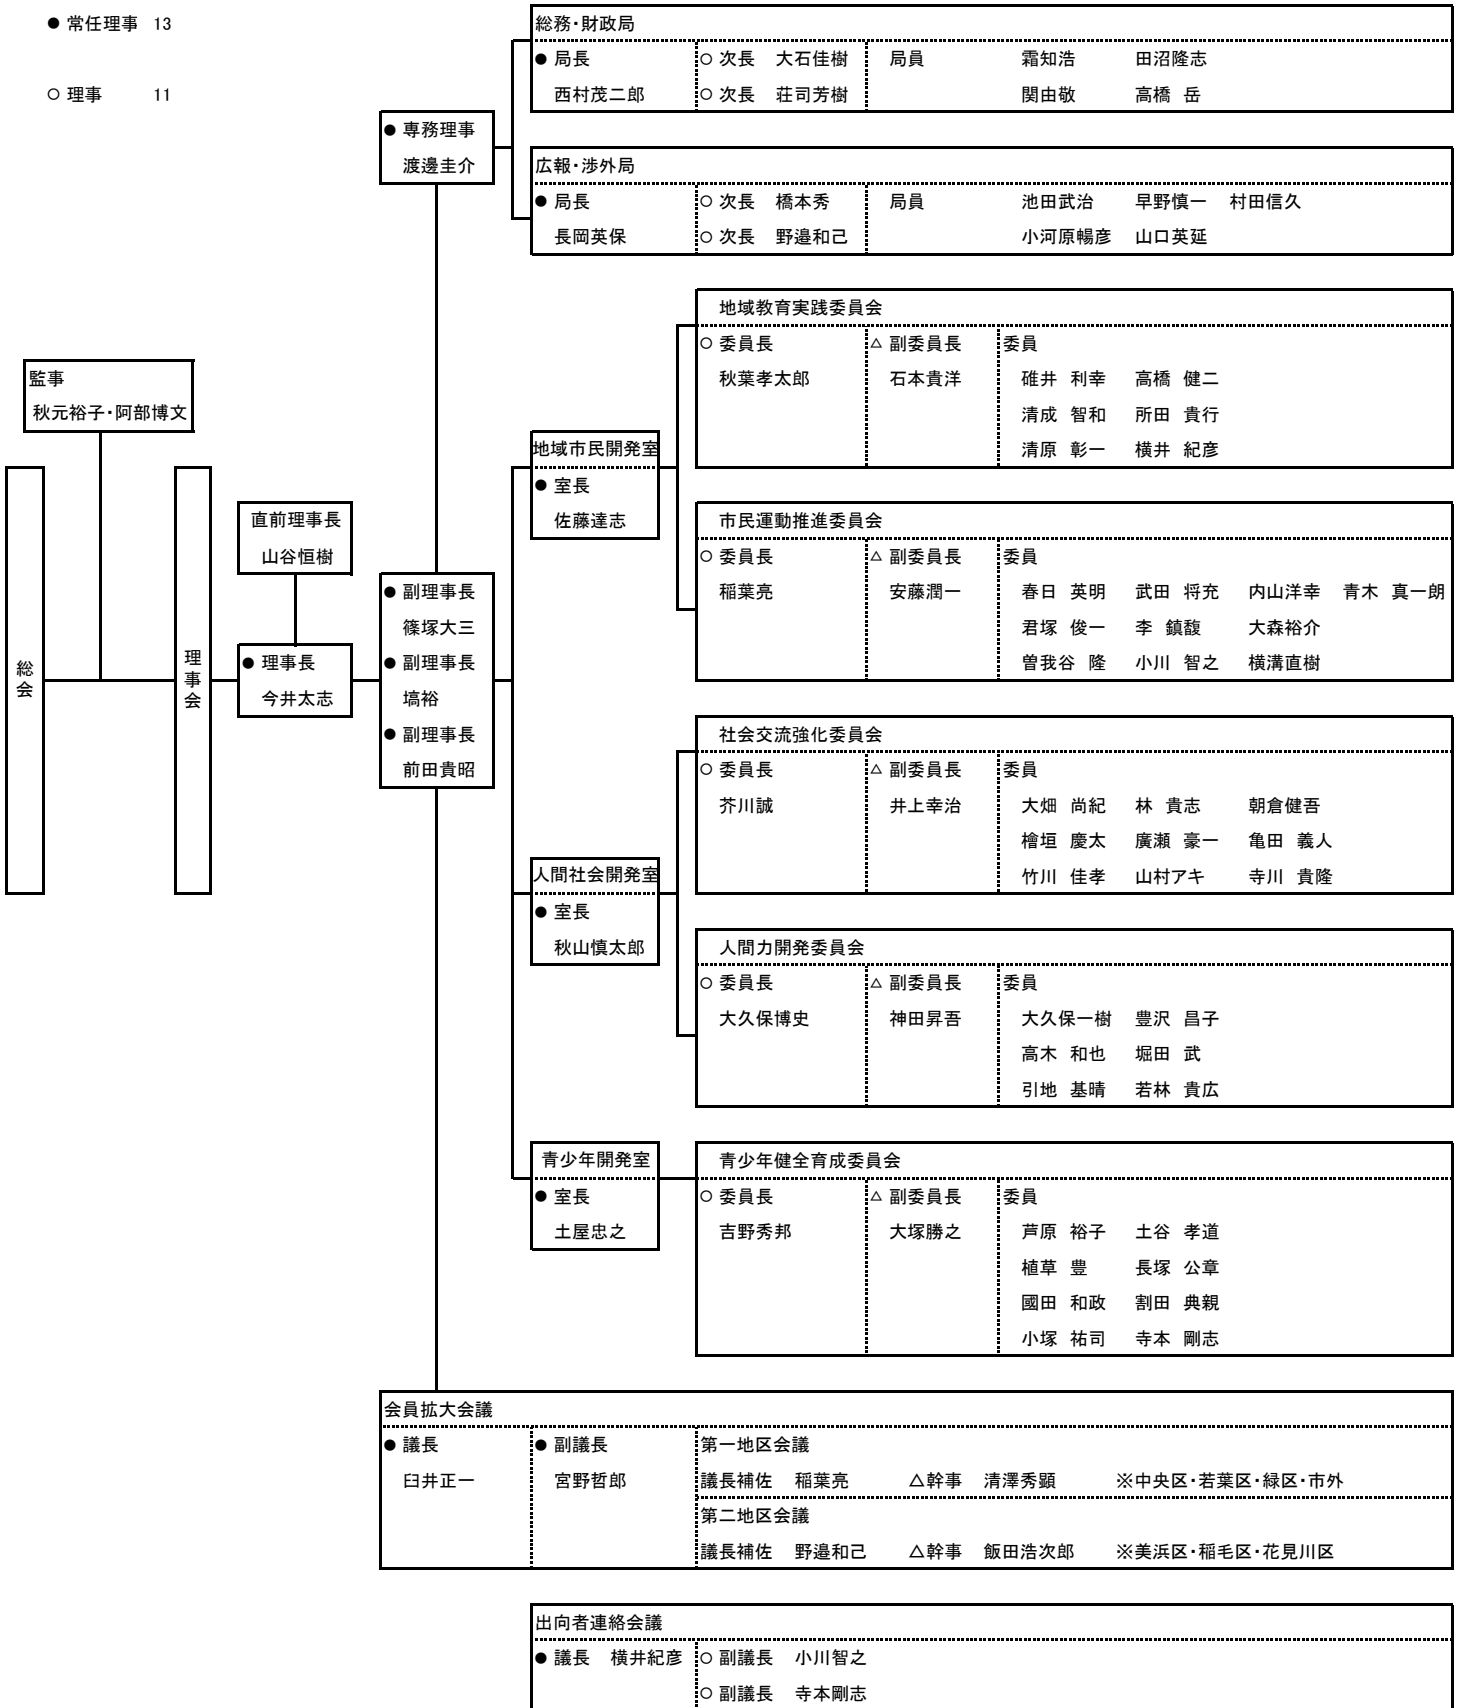 ● 常任理事 13
○ 理事 11
総務・財政局
● 局長 ○ 次長 大石佳樹 局員 霜知浩 田沼隆志
西村茂二郎 ○ 次長 荘司芳樹 関由敬 高橋 岳
● 専務理事
渡邊圭介
広報・渉外局
● 局長 ○ 次長 橋本秀 局員 池田武治 早野慎一 村田信久
長岡英保 ○ 次長 野邉和己 小河原暢彦 山口英延
地域教育実践委員会
○ 委員長 △ 副委員長 委員
秋葉孝太郎 石本貴洋 碓井 利幸 高橋 健二
清成 智和 所田 貴行
清原 彰一 横井 紀彦
監事
秋元裕子・阿部博文
地域市民開発室
● 室長
佐藤達志
市民運動推進委員会
○ 委員長 △ 副委員長 委員
稲葉亮 安藤潤一 春日 英明 武田 将充 内山洋幸 青木 真一朗
君塚 俊一 李 鎮馥 大森裕介
曽我谷 隆 小川 智之 横溝直樹
総会
理事会
直前理事長
山谷恒樹
● 理事長
今井太志
● 副理事長
篠塚大三
● 副理事長
塙裕
● 副理事長
前田貴昭
社会交流強化委員会
○ 委員長 △ 副委員長 委員
芥川誠 井上幸治 大畑 尚紀 林 貴志 朝倉健吾
檜垣 慶太 廣瀬 豪一 亀田 義人
竹川 佳孝 山村アキ 寺川 貴隆
人間社会開発室
● 室長
秋山慎太郎
人間力開発委員会
○ 委員長 △ 副委員長 委員
大久保博史 神田昇吾 大久保一樹 豊沢 昌子
高木 和也 堀田 武
引地 基晴 若林 貴広
青少年開発室
● 室長
土屋忠之
青少年健全育成委員会
○ 委員長 △ 副委員長 委員
吉野秀邦 大塚勝之 芦原 裕子 土谷 孝道
植草 豊 長塚 公章
國田 和政 割田 典親
小塚 祐司 寺本 剛志
会員拡大会議
● 議長 ● 副議長 第一地区会議
臼井正一 宮野哲郎 議長補佐 稲葉亮 △幹事 清澤秀顕 ※中央区・若葉区・緑区・市外
第二地区会議
議長補佐 野邉和己 △幹事 飯田浩次郎 ※美浜区・稲毛区・花見川区
出向者連絡会議
● 議長 横井紀彦 ○ 副議長 小川智之
○ 副議長 寺本剛志